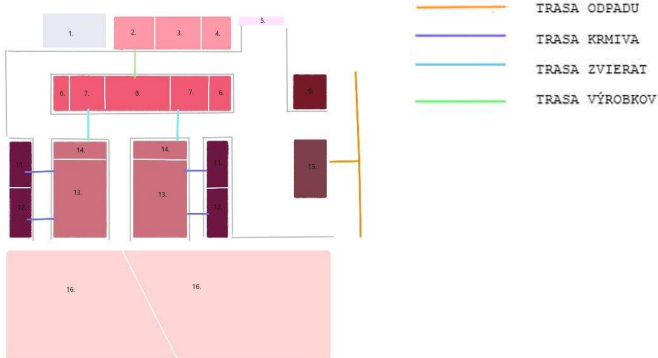 TRASA ODPADU
TRASA KRMIVA
TRASA ZVIERAT
TRASA VÝROBKOV
1. 2. 3. 4. 5.
6. 7. 8. 7. 6.
14. 14.
11. 11.
15.
13. 13.
12. 12.
16. 16.